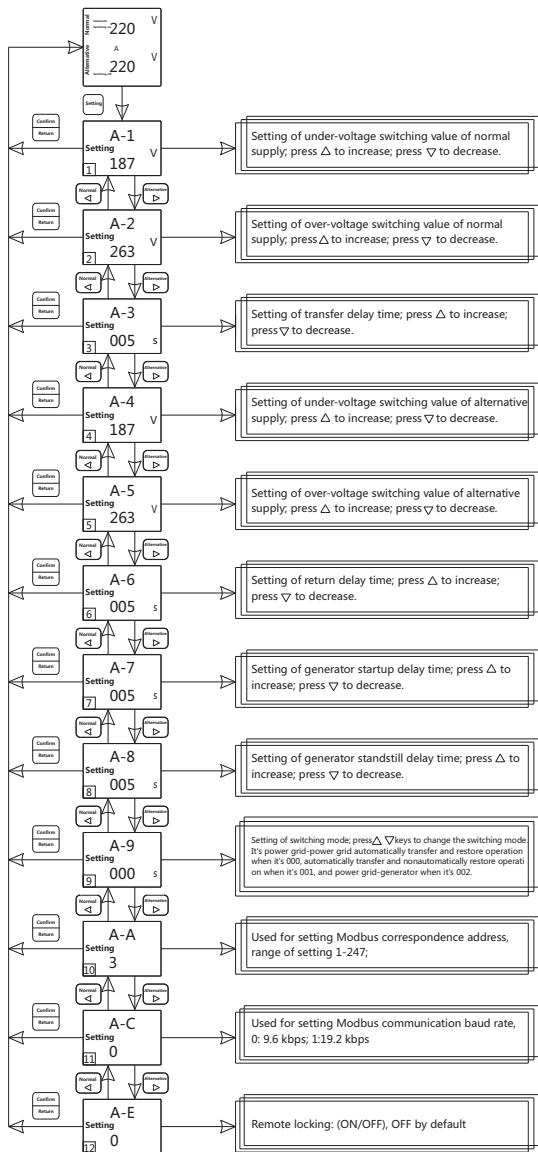 Normal
220 V
A
Alternative
220 V
Setting
Confirm
Return
A-1
Setting
1 187 V
Setting of under-voltage switching value of normal
supply; press △ to increase; press ▽ to decrease.
Normal ◁
Alternative ▷
Confirm
Return
A-2
Setting
2 263 V
Setting of over-voltage switching value of normal
supply; press △ to increase; press ▽ to decrease.
Normal ◁
Alternative ▷
Confirm
Return
A-3
Setting
3 005 s
Setting of transfer delay time; press △ to increase;
press ▽ to decrease.
Normal ◁
Alternative ▷
Confirm
Return
A-4
Setting
4 187 V
Setting of under-voltage switching value of alternative
supply; press △ to increase; press ▽ to decrease.
Normal ◁
Alternative ▷
Confirm
Return
A-5
Setting
5 263 V
Setting of over-voltage switching value of alternative
supply; press △ to increase; press ▽ to decrease.
Normal ◁
Alternative ▷
Confirm
Return
A-6
Setting
6 005 s
Setting of return delay time; press △ to increase;
press ▽ to decrease.
Normal ◁
Alternative ▷
Confirm
Return
A-7
Setting
7 005 s
Setting of generator startup delay time; press △ to
increase; press ▽ to decrease.
Normal ◁
Alternative ▷
Confirm
Return
A-8
Setting
8 005 s
Setting of generator standstill delay time; press △ to
increase; press ▽ to decrease.
Normal ◁
Alternative ▷
Confirm
Return
A-9
Setting
9 000 s
Setting of switching mode; press△ ▽keys to change the switching mode.
It's power grid-power grid automatically transfer and restore operation
when it's 000, automatically transfer and nonautomatically restore operati
on when it's 001, and power grid-generator when it's 002.
Normal ◁
Alternative ▷
Confirm
Return
A-A
Setting
10 3
Used for setting Modbus correspondence address,
range of setting 1-247;
Normal ◁
Alternative ▷
Confirm
Return
A-C
Setting
11 0
Used for setting Modbus communication baud rate,
0: 9.6 kbps; 1:19.2 kbps
Normal ◁
Alternative ▷
Confirm
Return
A-E
Setting
12 0
Remote locking: (ON/OFF), OFF by default